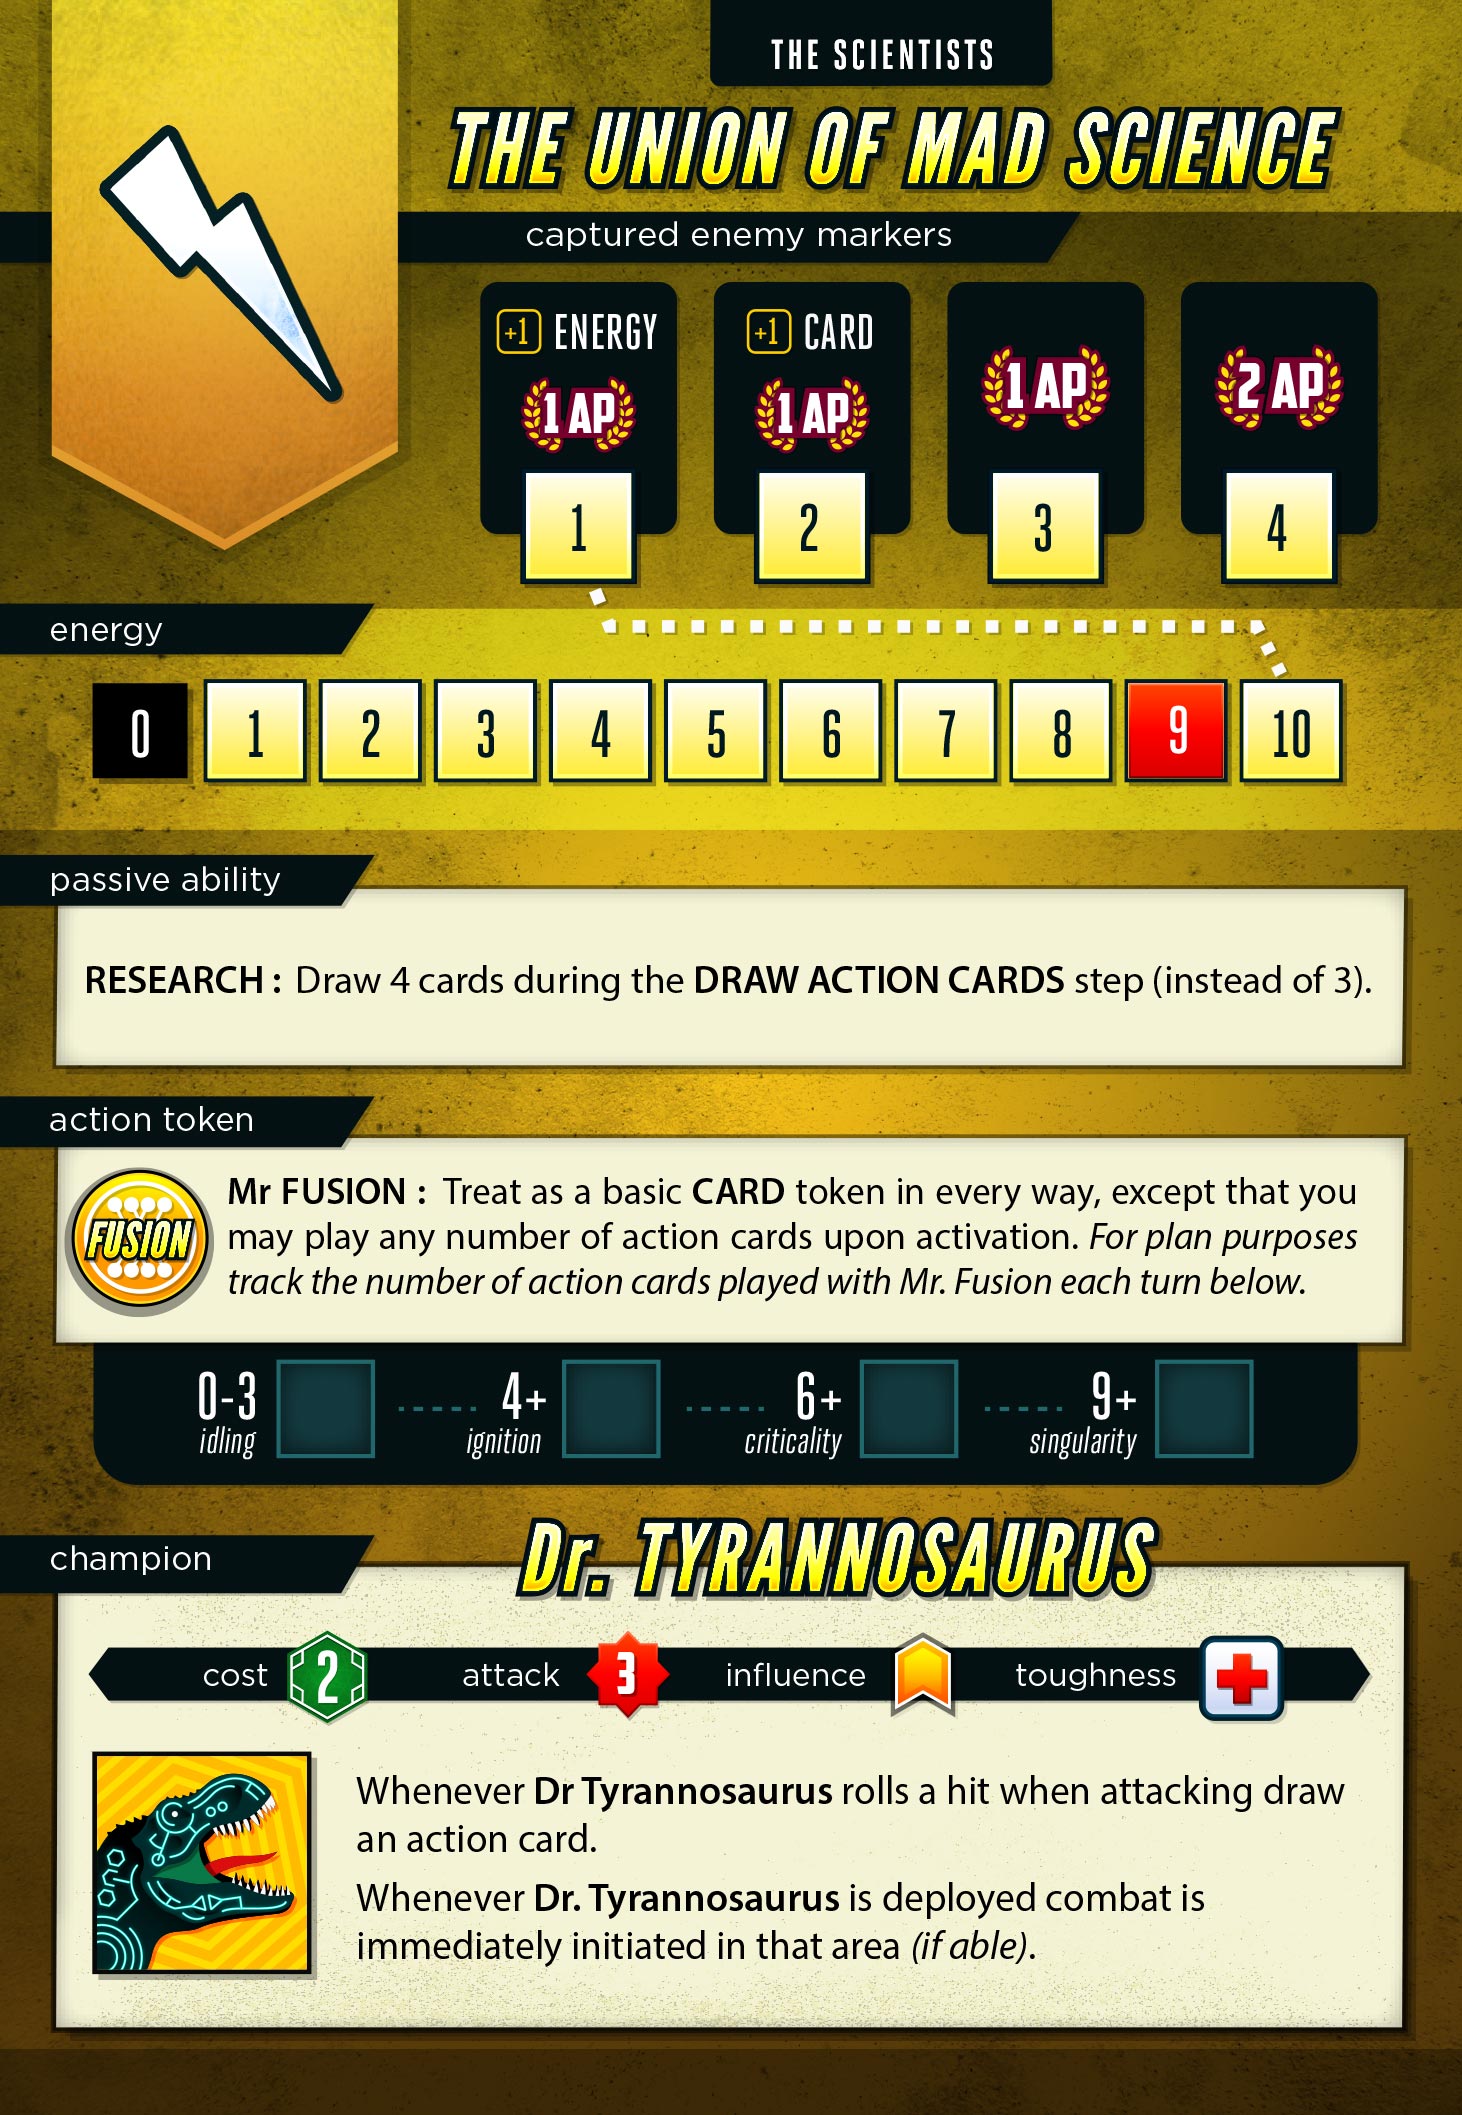 THE SCIENTISTS
THE UNION OF MAD SCIENCE
captured enemy markers
+1 ENERGY
1 AP
1
+1 CARD
1 AP
2
1 AP
3
2 AP
4
energy
0 1 2 3 4 5 6 7 8 9 10
passive ability
RESEARCH : Draw 4 cards during the DRAW ACTION CARDS step (instead of 3).
action token
FUSION
Mr FUSION : Treat as a basic CARD token in every way, except that you
may play any number of action cards upon activation. For plan purposes
track the number of action cards played with Mr. Fusion each turn below.
0-3
idling
4+
ignition
6+
criticality
9+
singularity
champion
Dr. TYRANNOSAURUS
cost 2 attack 3 influence toughness
Whenever Dr Tyrannosaurus rolls a hit when attacking draw
an action card.
Whenever Dr. Tyrannosaurus is deployed combat is
immediately initiated in that area (if able).